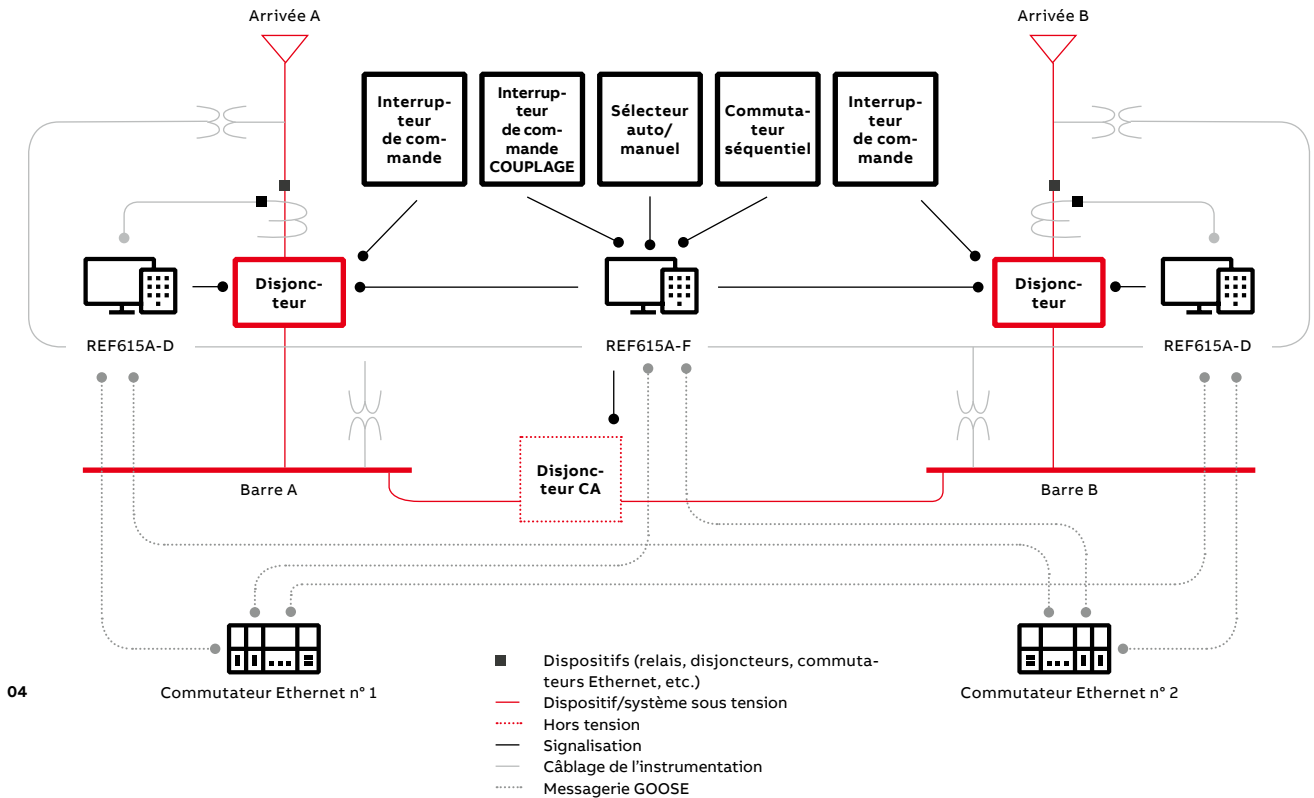 Arrivée A
Arrivée B
Interrup-
teur
de com-
mande
Interrup-
teur
de com-
mande
COUPLAGE
Sélecteur
auto/
manuel
Commuta-
teur
séquentiel
Interrup-
teur
de com-
mande
Disjonc-
teur
Disjonc-
teur
REF615A-D
REF615A-F
REF615A-D
Disjonc-
teur CA
Barre A
Barre B
Commutateur Ethernet n° 1
Commutateur Ethernet n° 2
04
Dispositifs (relais, disjoncteurs, commuta-
teurs Ethernet, etc.)
Dispositif/système sous tension
Hors tension
Signalisation
Câblage de l’instrumentation
Messagerie GOOSE